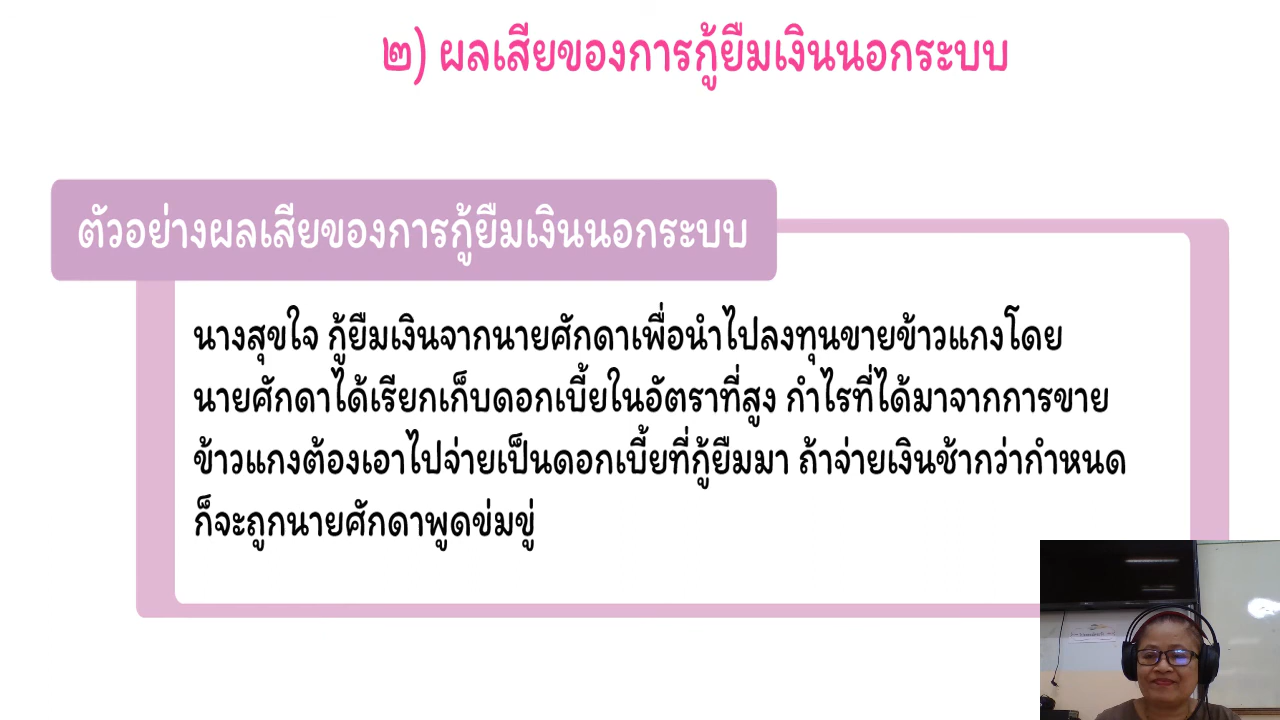 ๒) ผลเสียของการกู้ยืมเงินนอกระบบ
ตัวอย่างผลเสียของการกู้ยืมเงินนอกระบบ
นางสุขใจ กู้ยืมเงินจากนายศักดาเพื่อนำไปลงทุนขายข้าวแกงโดย
นายศักดาได้เรียกเก็บดอกเบี้ยในอัตราที่สูง กำไรที่ได้มาจากการขาย
ข้าวแกงต้องเอาไปจ่ายเป็นดอกเบี้ยที่กู้ยืมมา ถ้าจ่ายเงินช้ากว่ากำหนด
ก็จะถูกนายศักดาพูดข่มขู่